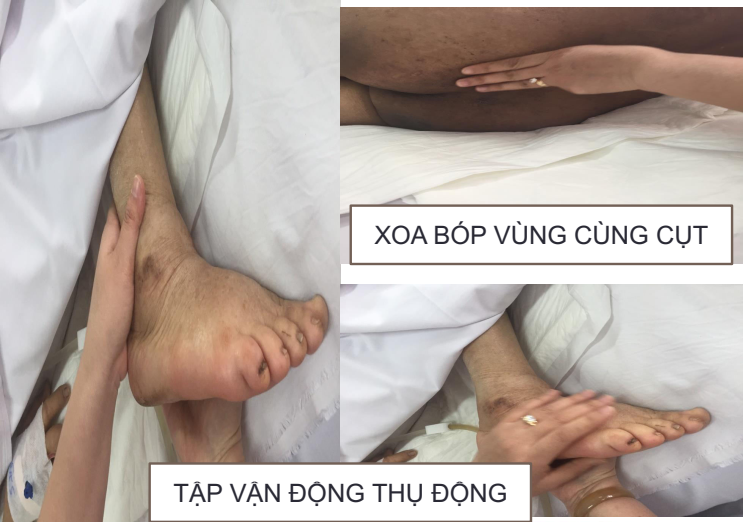 XOA BÓP VÙNG CÙNG CỤT
TẬP VẬN ĐỘNG THỤ ĐỘNG